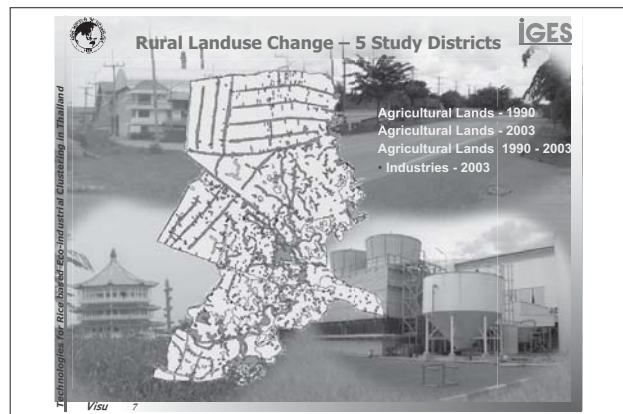 Rural Landuse Change – 5 Study Districts
IGES
Agricultural Lands - 1990
Agricultural Lands - 2003
Agricultural Lands 1990 - 2003
• Industries - 2003
Technologies for Rice based Eco-industrial Clustering in Thailand
Visu 7